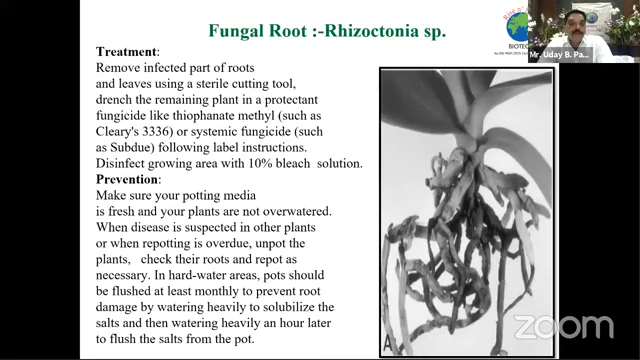 Fungal Root :-Rhizoctonia sp.
Treatment:
Remove infected part of roots
and leaves using a sterile cutting tool,
drench the remaining plant in a protectant
fungicide like thiophanate methyl (such as
Cleary's 3336) or systemic fungicide (such
as Subdue) following label instructions.
Disinfect growing area with 10% bleach solution.
Prevention:
Make sure your potting media
is fresh and your plants are not overwatered.
When disease is suspected in other plants
or when repotting is overdue, unpot the
plants, check their roots and repot as
necessary. In hard-water areas, pots should
be flushed at least monthly to prevent root
damage by watering heavily to solubilize the
salts and then watering heavily an hour later
to flush the salts from the pot.
A
Mr. Uday B. Pa...
zoom